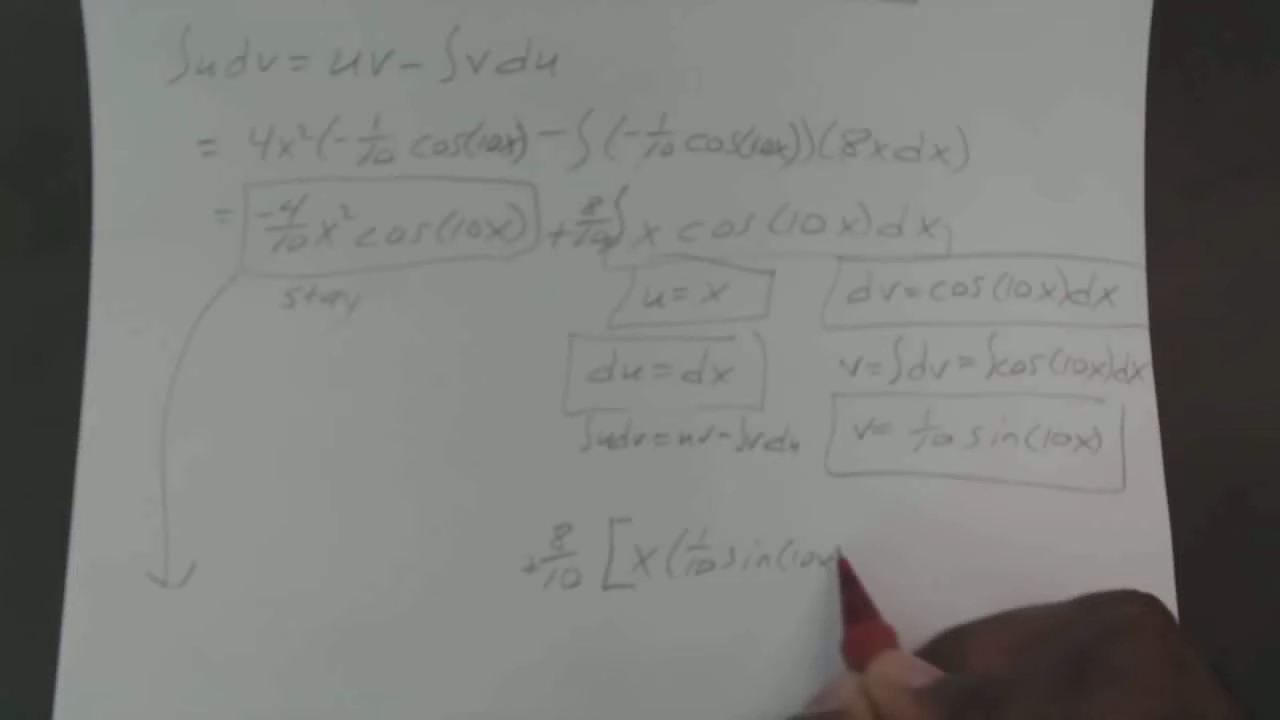 ∫udv = uv - ∫vdu
= 4x²(-1/10 cos(10x) - ∫(-1/10 cos(10x))(8xdx)
= -4/10 x² cos(10x) + 8/10 ∫ x cos(10x)dx
stay
u = x
dv = cos(10x)dx
du = dx
v = ∫dv = ∫cos(10x)dx
∫udv = uv - ∫vdu
v = 1/10 sin(10x)
+ 8/10 [x(1/10 sin(10x)